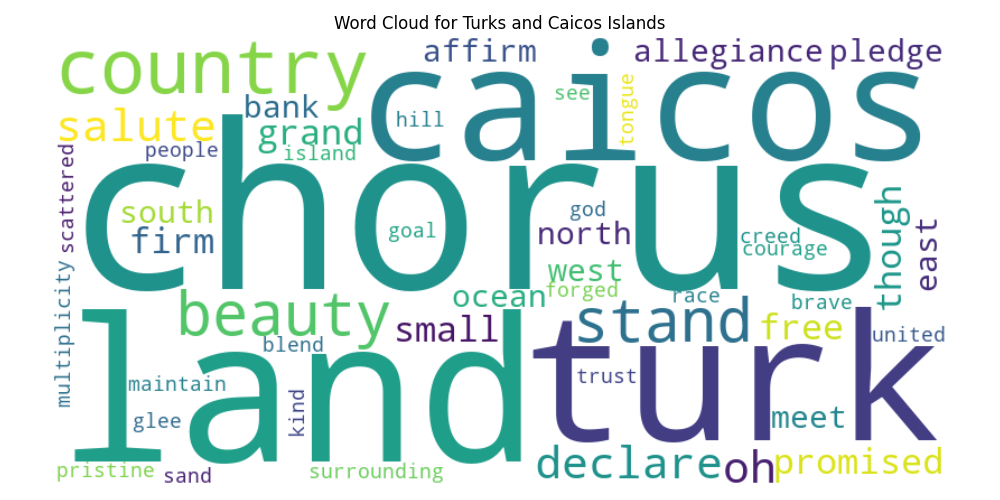 Word Cloud for Turks and Caicos Islands
country
affirm
allegiance
pledge
caicos
see
tongue
bank
hill
salute
grand
people
island
scattered
chorus
south
firm
goal
god
north
creed
courage
though
east
west
forged
ocean
race
brave
multiplicity
beauty
small
stand
free
united
land
turk
blend
trust
maintain
kind
glee
meet
pristine
sand
surrounding
declare
oh
promised